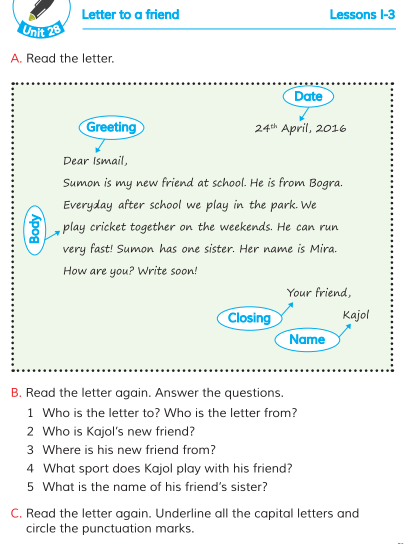 Unit 28
Letter to a friend
Lessons 1-3
A. Read the letter.
Date
24th April, 2016
Greeting
Dear Ismail,
Sumon is my new friend at school. He is from Bogra.
Everyday after school we play in the park. We
play cricket together on the weekends. He can run
very fast! Sumon has one sister. Her name is Mira.
How are you? Write soon!
Body
Your friend,
Closing
Kajol
Name
B. Read the letter again. Answer the questions.
1 Who is the letter to? Who is the letter from?
2 Who is Kajol's new friend?
3 Where is his new friend from?
4 What sport does Kajol play with his friend?
5 What is the name of his friend's sister?
C. Read the letter again. Underline all the capital letters and
circle the punctuation marks.